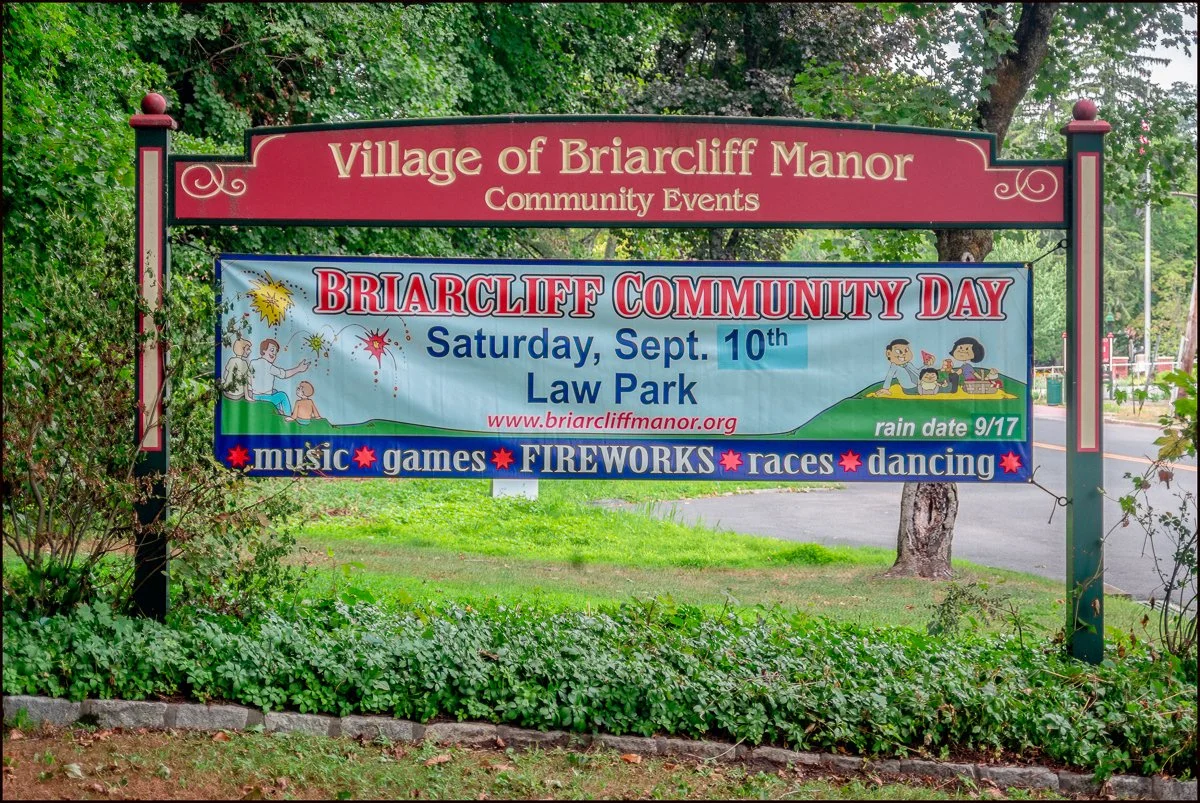 Village of Briarcliff Manor
Community Events
BRIARCLIFF COMMUNITY DAY
Saturday, Sept. 10th
Law Park
www.briarcliffmanor.org
rain date 9/17
music games FIREWORKS races dancing